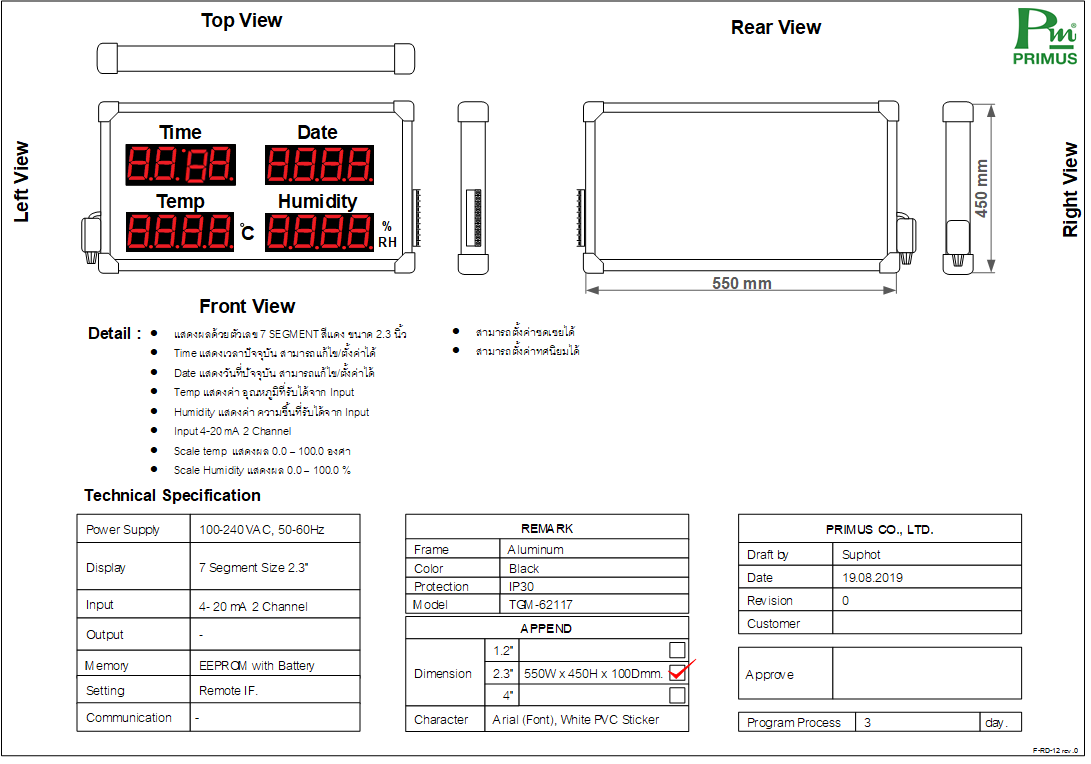 Top View
Rear View
Pm®
PRIMUS
Left View
Right View
Time
Date
88:88
8.8.8.8.
Temp
Humidity
8.8.8.8. °C
8.8.8.8. % RH
450 mm
550 mm
Front View
Detail :
● แสดงผลด้วยตัวเลข 7 SEGMENT สีแดง ขนาด 2.3 นิ้ว
● Time แสดงเวลาปัจจุบัน สามารถแก้ไข/ตั้งค่าได้
● Date แสดงวันที่ปัจจุบัน สามารถแก้ไข/ตั้งค่าได้
● Temp แสดงค่า อุณหภูมิที่รับได้จาก Input
● Humidity แสดงค่า ความชื้นที่รับได้จาก Input
● Input 4-20 mA 2 Channel
● Scale temp แสดงผล 0.0 – 100.0 องศา
● Scale Humidity แสดงผล 0.0 – 100.0 %
● สามารถตั้งค่าชดเชยได้
● สามารถตั้งค่าทศนิยมได้
Technical Specification
Power Supply 100-240 VAC, 50-60Hz
Display 7 Segment Size 2.3"
Input 4- 20 mA 2 Channel
Output -
Memory EEPROM with Battery
Setting Remote IF.
Communication -
REMARK
Frame Aluminum
Color Black
Protection IP30
Model TGM-62117
APPEND
Dimension
1.2"
2.3" 550W x 450H x 100Dmm.
4"
Character Arial (Font), White PVC Sticker
PRIMUS CO., LTD.
Draft by Suphot
Date 19.08.2019
Revision 0
Customer
Approve
Program Process 3 day.
F-RD-12 rev .0